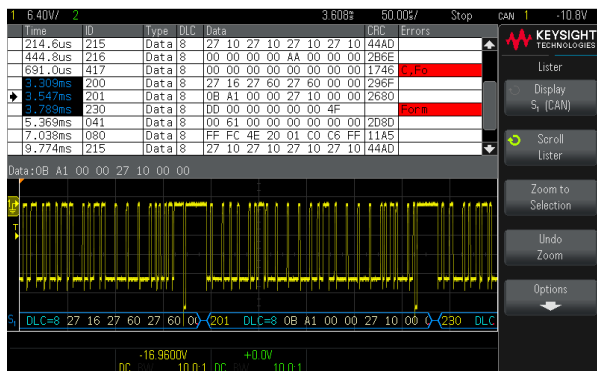 1 6.40V/ 2 3.608s 50.00%/ Stop CAN 1 -10.8V
Time ID Type DLC Data CRC Errors
214.6us 215 Data 8 27 10 27 10 27 10 27 10 44AD
444.8us 216 Data 8 00 00 00 00 AA 00 00 00 2B6E
691.0us 417 Data 8 00 00 00 00 00 00 00 00 1746 C,Fo
3.309ms 200 Data 8 27 16 27 60 27 60 00 00 296F
3.547ms 201 Data 8 0B A1 00 00 27 10 00 00 2680
3.789ms 230 Data 8 DD 00 00 00 00 00 4F Form
5.369ms 041 Data 8 00 61 00 00 00 00 00 00 2D8D
7.038ms 080 Data 8 FF FC 4E 20 01 C0 C6 FF 11A5
9.774ms 215 Data 8 27 10 27 10 27 10 27 10 44AD
Data:0B A1 00 00 27 10 00 00
T
S₁ DLC=8 27 16 27 60 27 60 00 201 DLC=8 0B A1 00 00 27 10 00 230 DLC
-16.9600V +0.0V
DC 10.0:1 DC 10.0:1
KEYSIGHT
TECHNOLOGIES
Lister
Display
S₁ (CAN)
Scroll
Lister
Zoom to
Selection
Undo
Zoom
Options